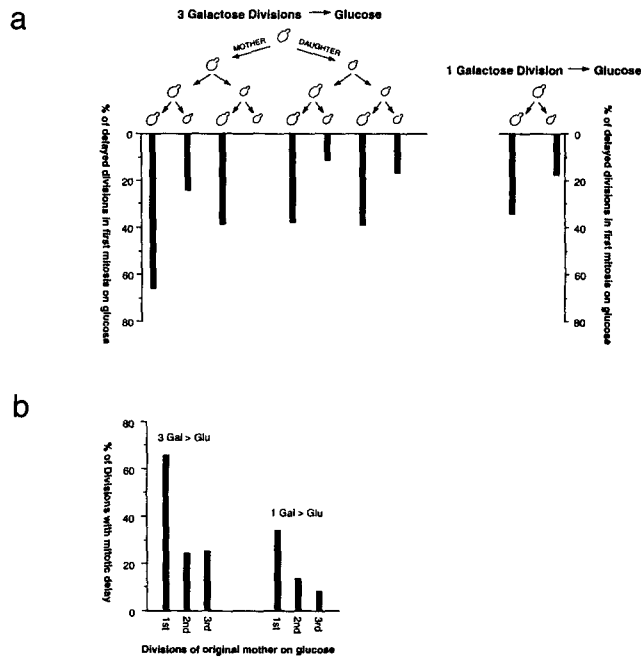 a
3 Galactose Divisions → Glucose
MOTHER
DAUGHTER
1 Galactose Division → Glucose
% of delayed divisions in first mitosis on glucose
0
20
40
60
80
0
20
40
60
80
% of delayed divisions in first mitosis on glucose
b
% of Divisions with mitotic delay
80
60
40
20
0
3 Gal > Glu
1 Gal > Glu
1st
2nd
3rd
1st
2nd
3rd
Divisions of original mother on glucose